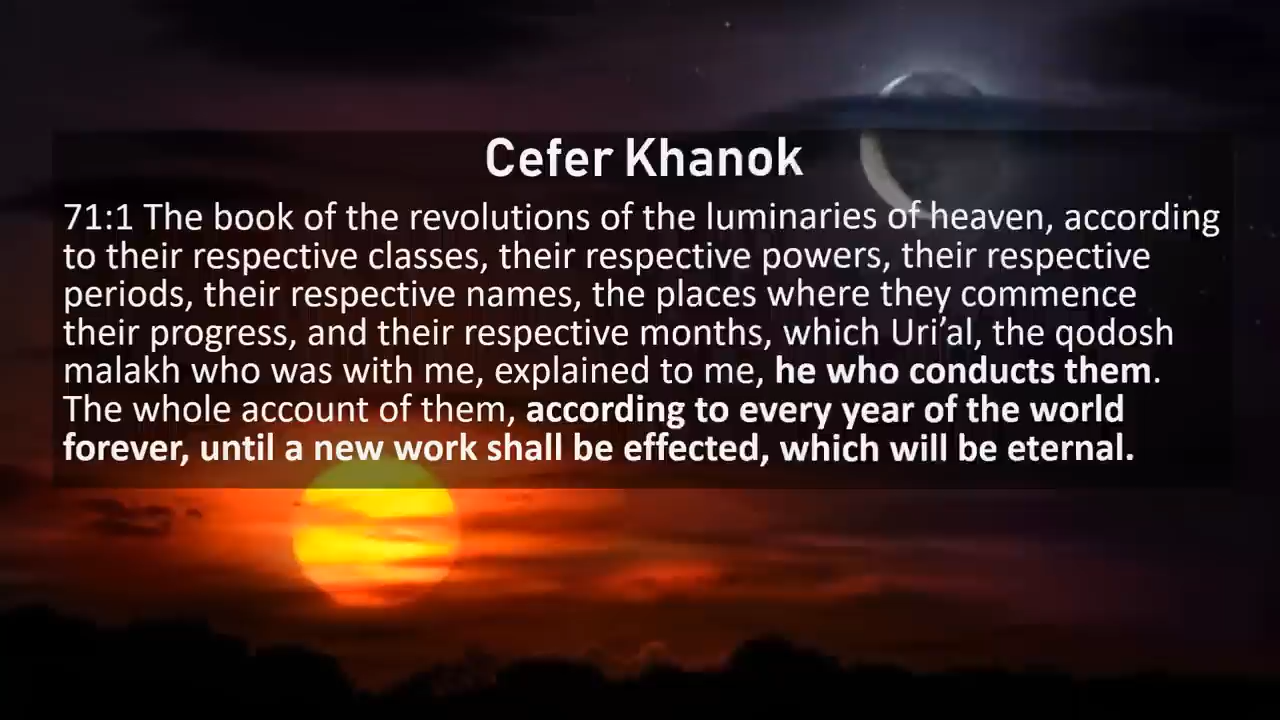 Cefer Khanok
71:1 The book of the revolutions of the luminaries of heaven, according
to their respective classes, their respective powers, their respective
periods, their respective names, the places where they commence
their progress, and their respective months, which Uri’al, the qodosh
malakh who was with me, explained to me, he who conducts them.
The whole account of them, according to every year of the world
forever, until a new work shall be effected, which will be eternal.